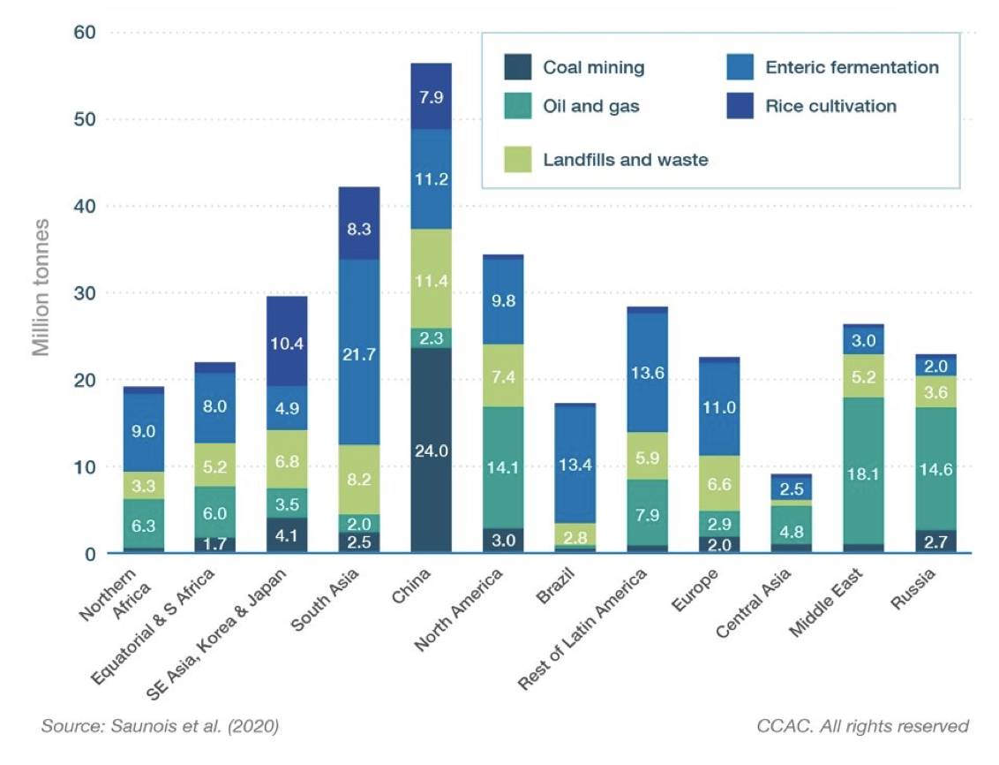 60
50
40
30
20
10
0
Million tonnes
Coal mining
Oil and gas
Landfills and waste
Enteric fermentation
Rice cultivation
9.0
3.3
6.3
8.0
5.2
6.0
1.7
10.4
4.9
6.8
3.5
4.1
8.3
21.7
8.2
2.0
2.5
7.9
11.2
11.4
2.3
24.0
9.8
7.4
14.1
3.0
13.4
2.8
13.6
5.9
7.9
11.0
6.6
2.9
2.0
2.5
4.8
3.0
5.2
18.1
2.0
3.6
14.6
2.7
Northern
Africa
Equatorial & S Africa
SE Asia, Korea & Japan
South Asia
China
North America
Brazil
Rest of Latin America
Europe
Central Asia
Middle East
Russia
Source: Saunois et al. (2020)
CCAC. All rights reserved